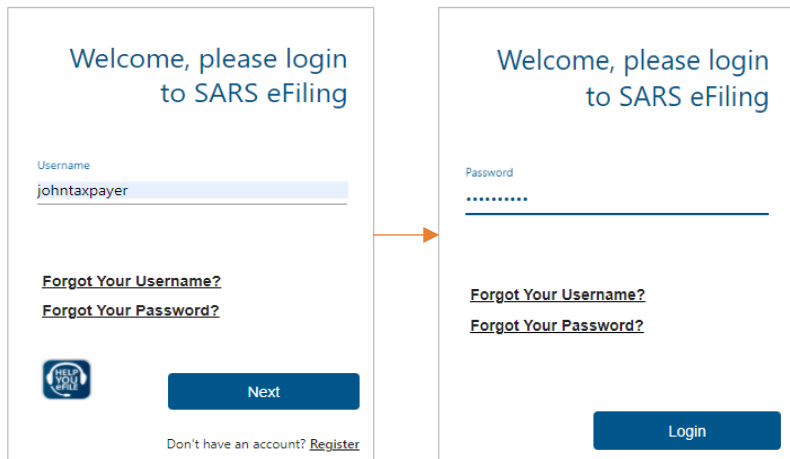 Welcome, please login
to SARS eFiling
Username
johntaxpayer
Forgot Your Username?
Forgot Your Password?
HELP
YOU
eFILE
Next
Don't have an account? Register
Welcome, please login
to SARS eFiling
Password
••••••••••
Forgot Your Username?
Forgot Your Password?
Login